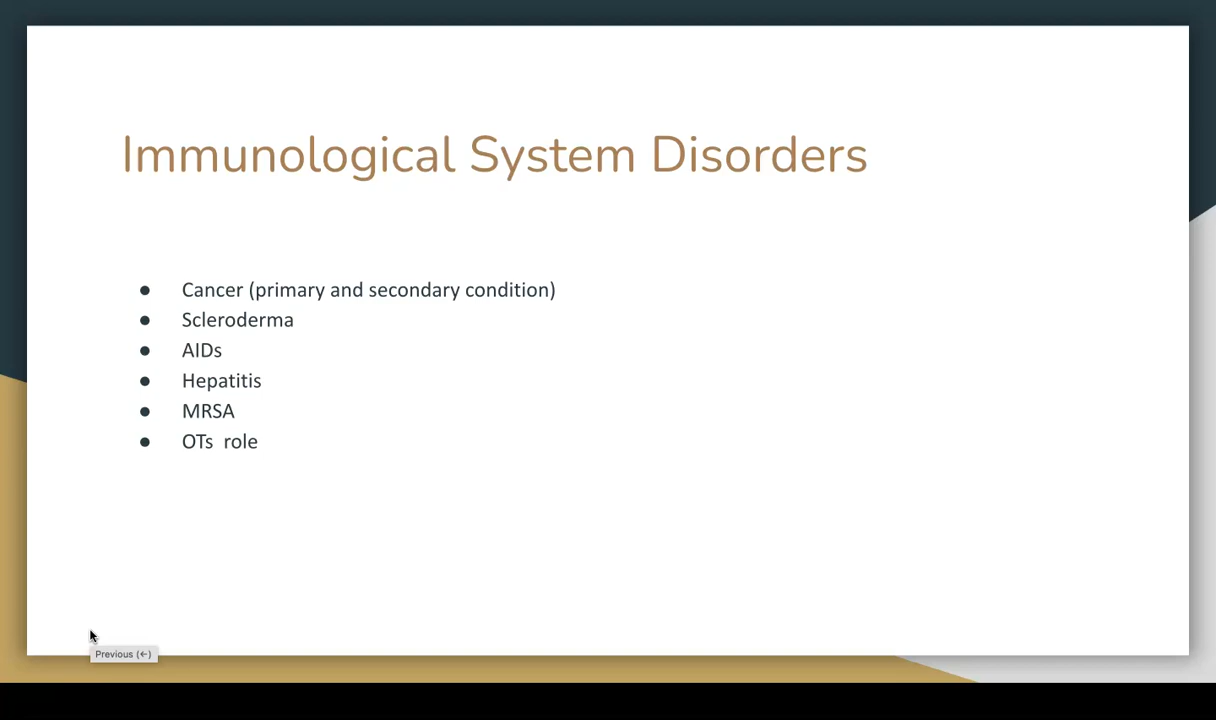 Immunological System Disorders
● Cancer (primary and secondary condition)
● Scleroderma
● AIDs
● Hepatitis
● MRSA
● OTs  role
Previous (←)